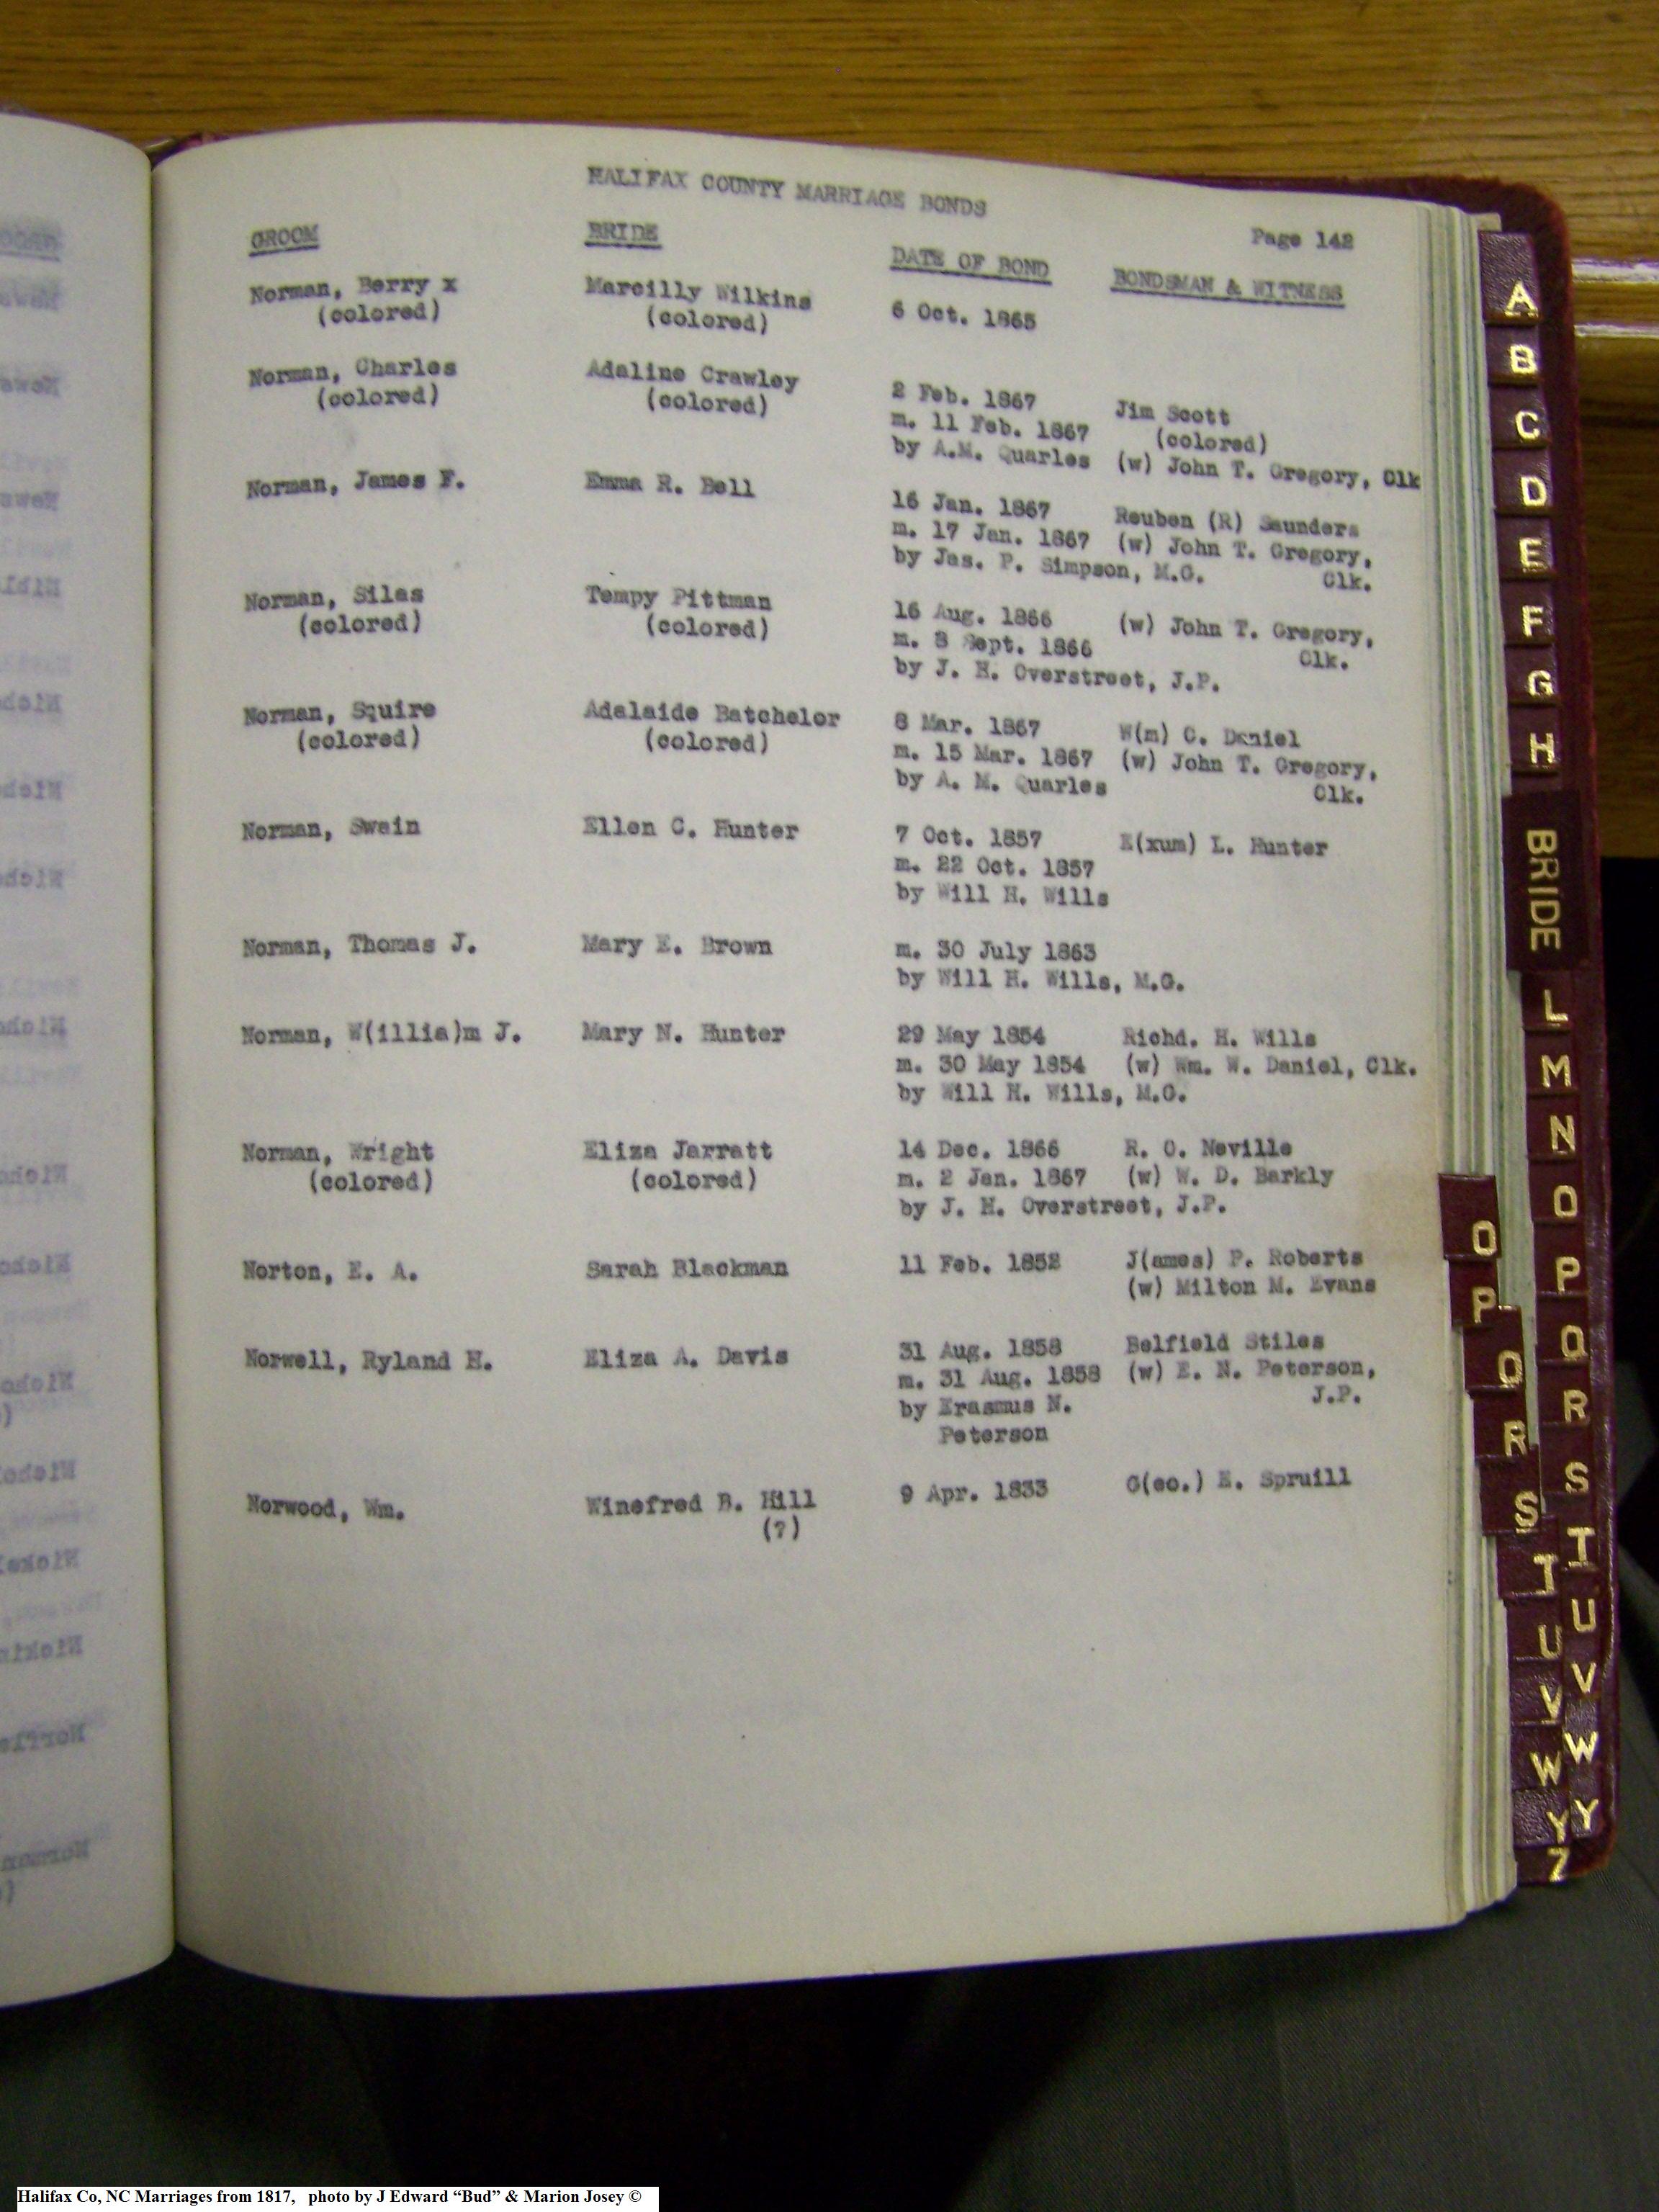 HALIFAX COUNTY MARRIAGE BONDS
Page 142
GROOM BRIDE DATE OF BOND BONDSMAN & WITNESS
Norman, Berry x Marcilly Wilkins 6 Oct. 1865
(colored) (colored)
Norman, Charles Adaline Crawley 2 Feb. 1867 Jim Scott
(colored) (colored) m. 11 Feb. 1867 (colored)
by A.M. Quarles (w) John T. Gregory, Clk
Norman, James F. Emma R. Bell 16 Jan. 1867 Reuben (R) Saunders
m. 17 Jan. 1867 (w) John T. Gregory,
by Jas. P. Simpson, M.G. Clk.
Norman, Silas Tempy Pittman 16 Aug. 1866 (w) John T. Gregory,
(colored) (colored) m. 8 Sept. 1866 Clk.
by J. H. Overstreet, J.P.
Norman, Squire Adelaide Batchelor 8 Mar. 1867 W(m) C. Daniel
(colored) (colored) m. 15 Mar. 1867 (w) John T. Gregory,
by A. M. Quarles Clk.
Norman, Swain Ellen C. Hunter 7 Oct. 1857 E(xum) L. Hunter
m. 22 Oct. 1857
by Will H. Wills
Norman, Thomas J. Mary E. Brown m. 30 July 1863
by Will H. Wills, M.G.
Norman, W(illia)m J. Mary N. Hunter 29 May 1854 Richd. H. Wills
m. 30 May 1854 (w) Wm. W. Daniel, Clk.
by Will H. Wills, M.G.
Norman, Wright Eliza Jarratt 14 Dec. 1866 R. O. Neville
(colored) (colored) m. 2 Jan. 1867 (w) W. D. Barkly
by J. H. Overstreet, J.P.
Norton, E. A. Sarah Blackman 11 Feb. 1852 J(ames) P. Roberts
(w) Milton M. Evans
Norwell, Ryland H. Eliza A. Davis 31 Aug. 1858 Belfield Stiles
m. 31 Aug. 1858 (w) E. N. Peterson,
by Erasmus N. J.P.
Peterson
Norwood, Wm. Winefred B. Hill 9 Apr. 1833 G(eo.) E. Spruill
(?)
A
B
C
D
E
F
G
H
BRIDE
L
M
N
O
P
Q
R
S
T
U
V
W
Y
O
P
Q
R
S
T
U
V
W
Y
Z
Halifax Co, NC Marriages from 1817, photo by J Edward “Bud” & Marion Josey ©